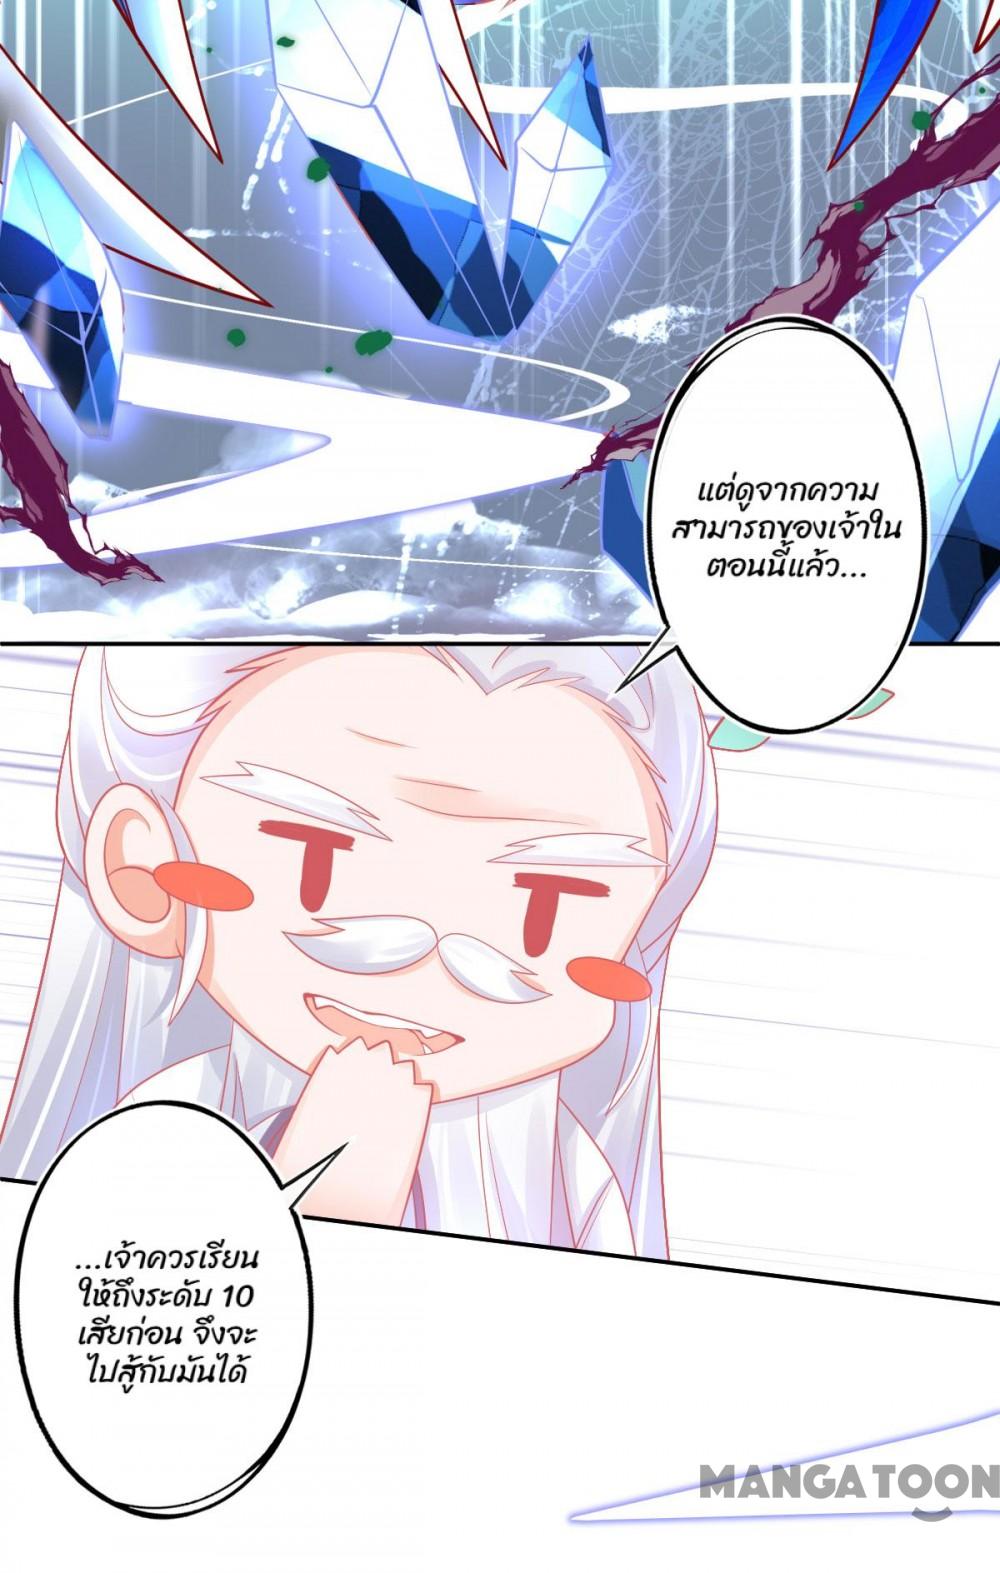 แต่ดูจากความ
สามารถของเจ้าใน
ตอนนี้แล้ว...
...เจ้าควรเรียน
ให้ถึงระดับ 10
เสียก่อน จึงจะ
ไปสู้กับมันได้
MANGATOON